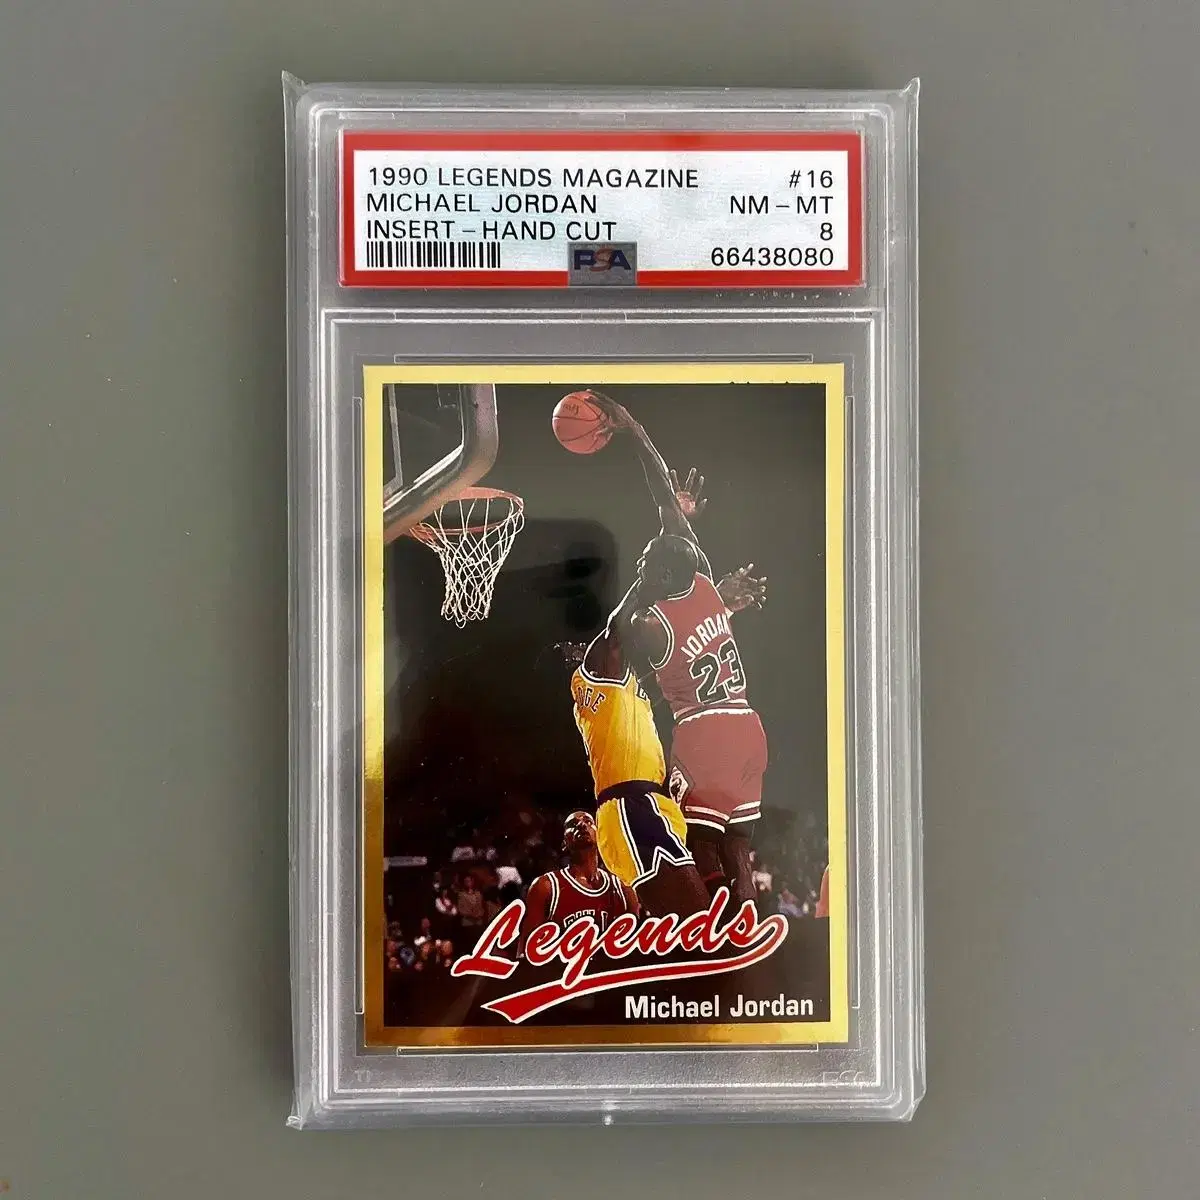 1990 LEGENDS MAGAZINE #16
MICHAEL JORDAN NM - MT
INSERT - HAND CUT 8
PSA 66438080
JORDAN
23
Legends
Michael Jordan